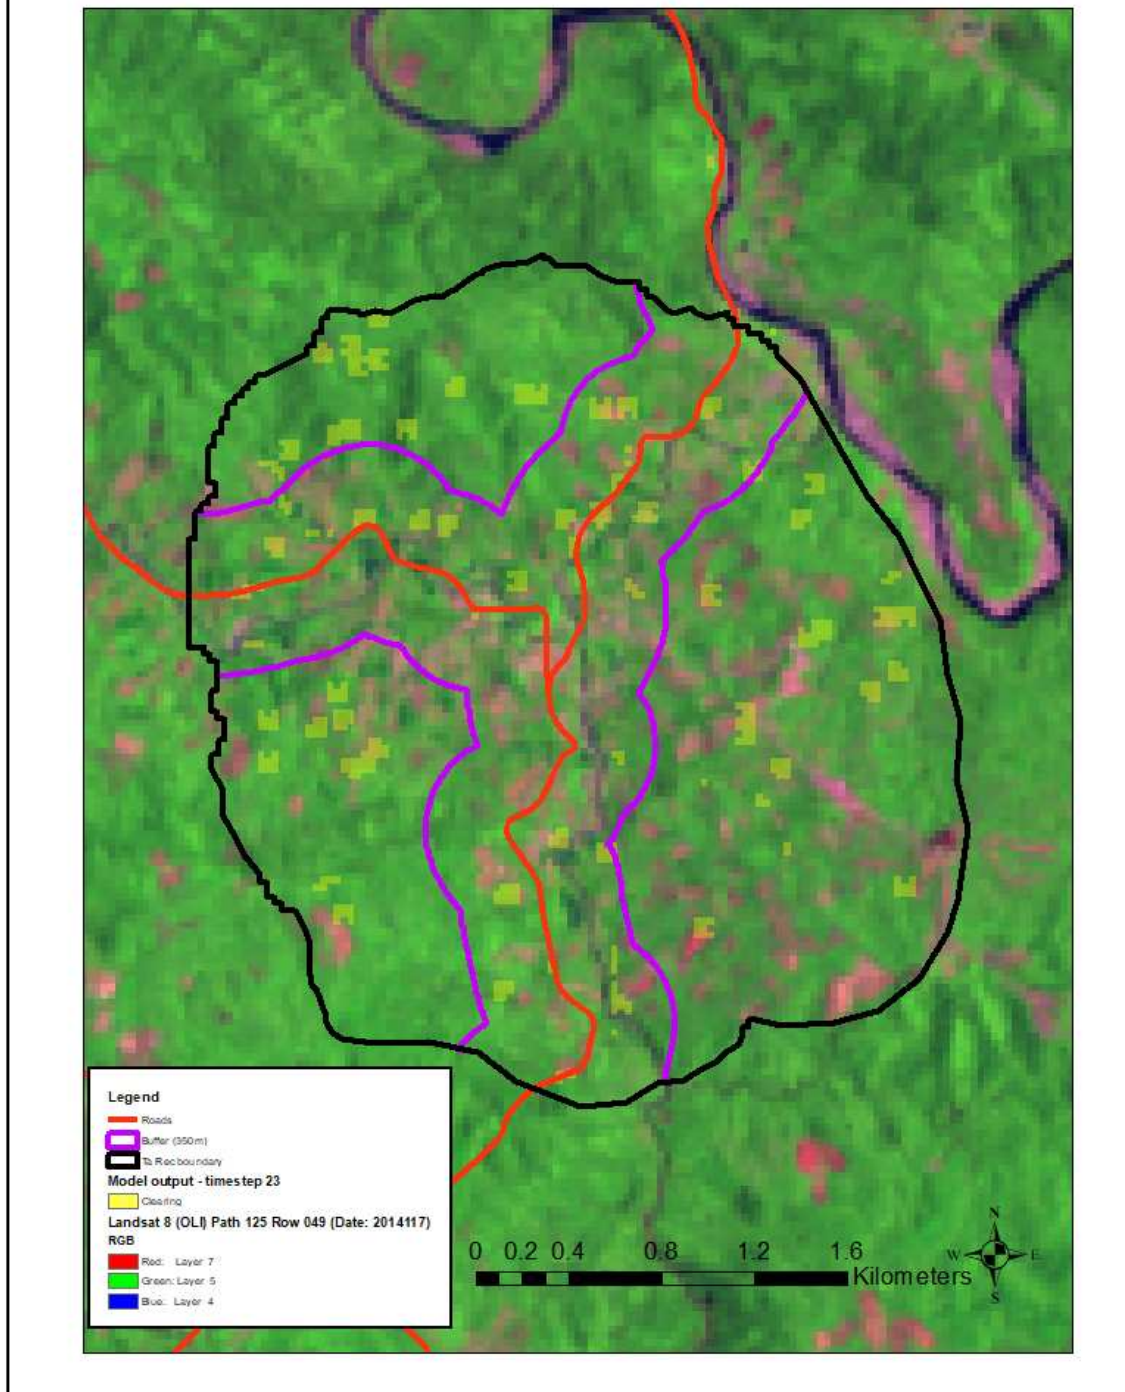 Legend
Roads
Buffer (350m)
Ta Rec boundary
Model output - timestep 23
Clearing
Landsat 8 (OLI) Path 125 Row 049 (Date: 2014117)
RGB
Red: Layer 7
Green: Layer 5
Blue: Layer 4
0 0.2 0.4 0.8 1.2 1.6
Kilometers
N
W E
S